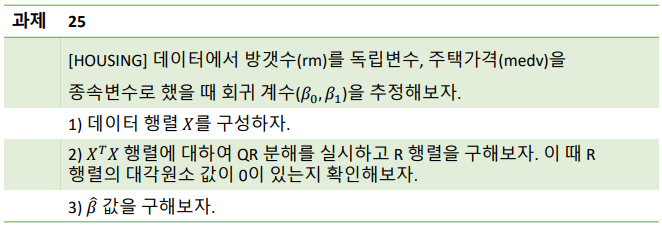 과제 25
[HOUSING] 데이터에서 방갯수(rm)를 독립변수, 주택가격(medv)을
종속변수로 했을 때 회귀 계수(𝛽₀, 𝛽₁)을 추정해보자.
1) 데이터 행렬 𝑋를 구성하자.
2) 𝑋ᵀ𝑋 행렬에 대하여 QR 분해를 실시하고 R 행렬을 구해보자. 이 때 R
행렬의 대각원소 값이 0이 있는지 확인해보자.
3) 𝛽̂ 값을 구해보자.